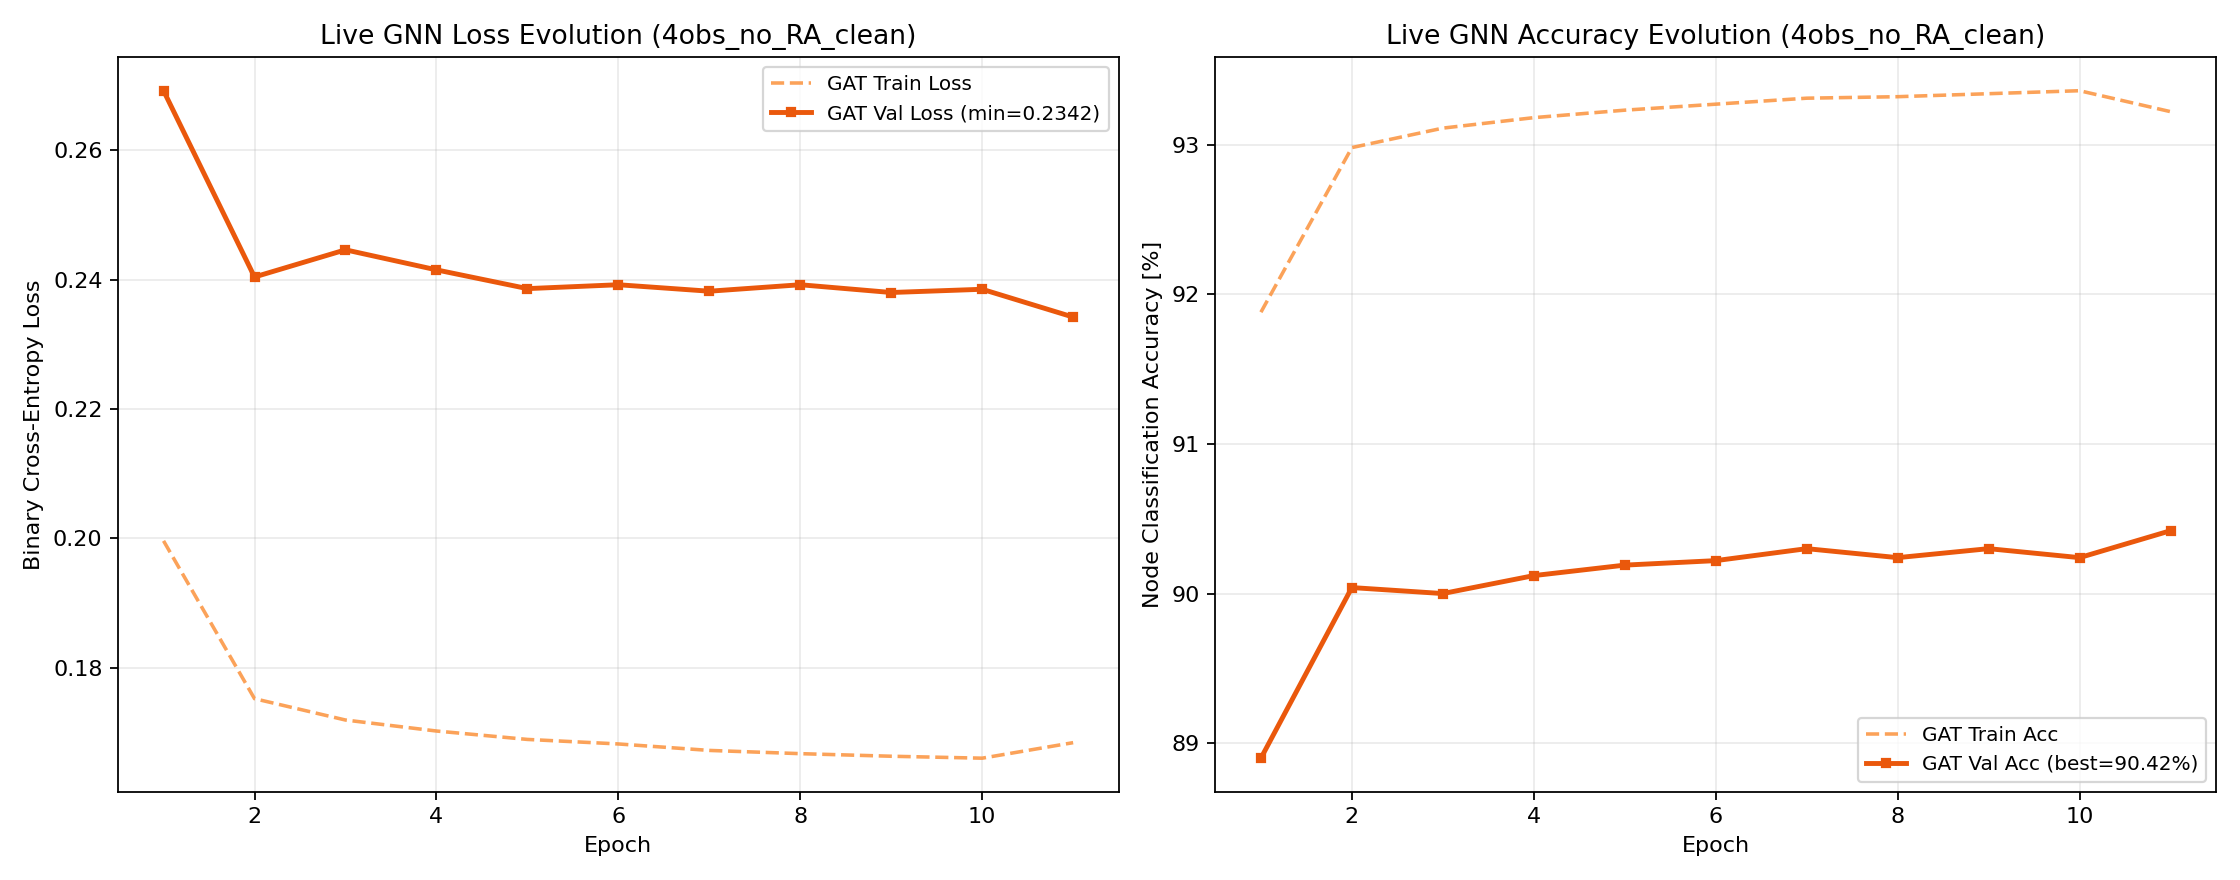 Live GNN Loss Evolution (4obs_no_RA_clean)
GAT Train Loss
GAT Val Loss (min=0.2342)
Binary Cross-Entropy Loss
0.26
0.24
0.22
0.20
0.18
2 4 6 8 10
Epoch
Live GNN Accuracy Evolution (4obs_no_RA_clean)
Node Classification Accuracy [%]
93
92
91
90
89
GAT Train Acc
GAT Val Acc (best=90.42%)
2 4 6 8 10
Epoch